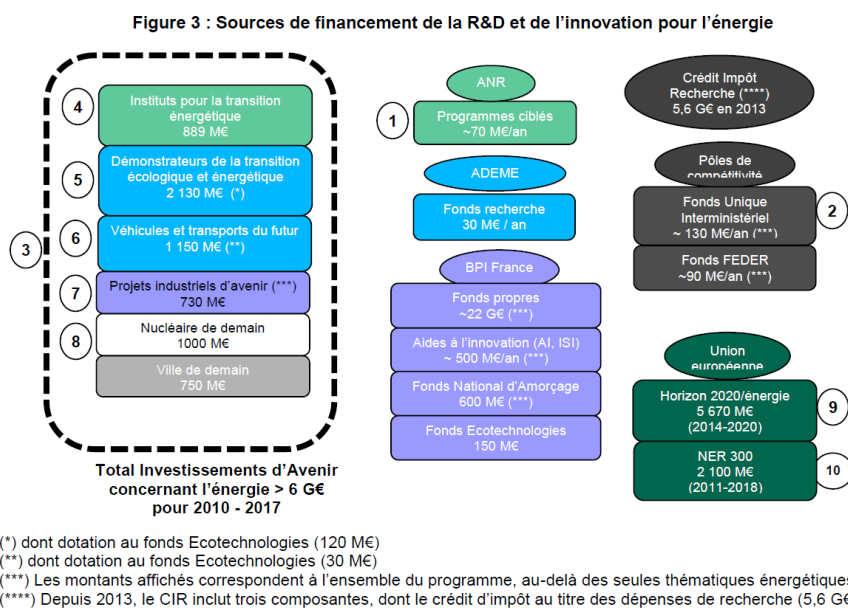 Figure 3 : Sources de financement de la R&D et de l'innovation pour l'énergie
3
4
Instituts pour la transition
énergétique
889 M€
5
Démonstrateurs de la transition
écologique et énergétique
2 130 M€ (*)
6
Véhicules et transports du futur
1 150 M€ (**)
7
Projets industriels d'avenir (***)
730 M€
8
Nucléaire de demain
1000 M€
Ville de demain
750 M€
Total Investissements d'Avenir
concernant l'énergie > 6 G€
pour 2010 - 2017
ANR
1
Programmes ciblés
~70 M€/an
ADEME
Fonds recherche
30 M€ / an
BPI France
Fonds propres
~22 G€ (***)
Aides à l'innovation (AI, ISI)
~ 500 M€/an (***)
Fonds National d'Amorçage
600 M€ (***)
Fonds Ecotechnologies
150 M€
Crédit Impôt
Recherche (****)
5,6 G€ en 2013
Pôles de
compétitivité
Fonds Unique
Interministériel
~ 130 M€/an (***)
2
Fonds FEDER
~90 M€/an (***)
Union
européenne
Horizon 2020/énergie
5 670 M€
(2014-2020)
9
NER 300
2 100 M€
(2011-2018)
10
(*) dont dotation au fonds Ecotechnologies (120 M€)
(**) dont dotation au fonds Ecotechnologies (30 M€)
(***) Les montants affichés correspondent à l'ensemble du programme, au-delà des seules thématiques énergétiques
(****) Depuis 2013, le CIR inclut trois composantes, dont le crédit d'impôt au titre des dépenses de recherche (5,6 G€